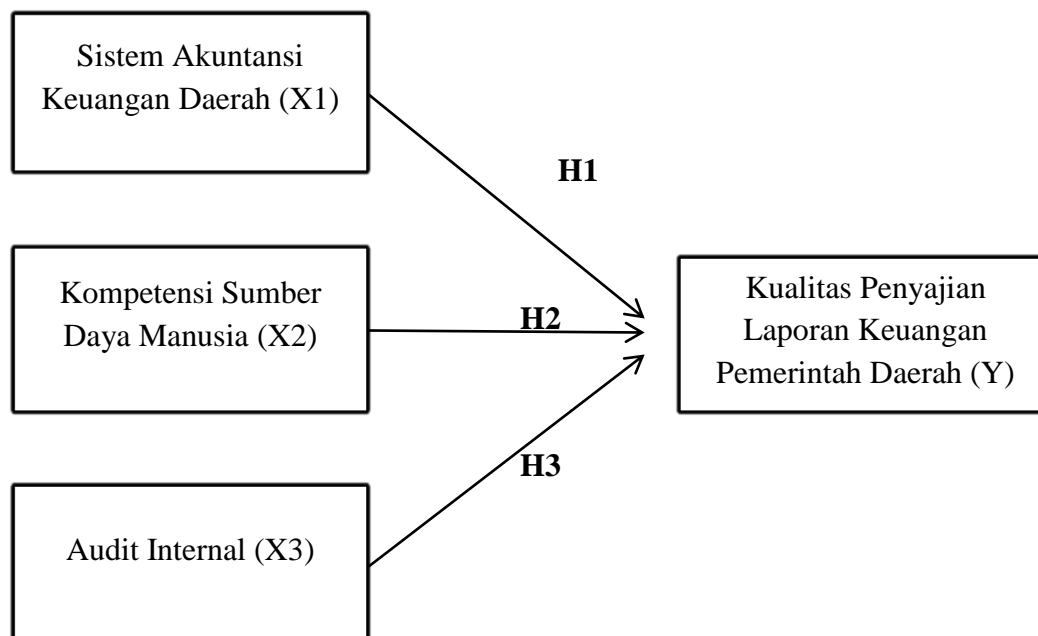 Sistem Akuntansi
Keuangan Daerah (X1)
H1
Kompetensi Sumber
Daya Manusia (X2)
H2
Kualitas Penyajian
Laporan Keuangan
Pemerintah Daerah (Y)
H3
Audit Internal (X3)